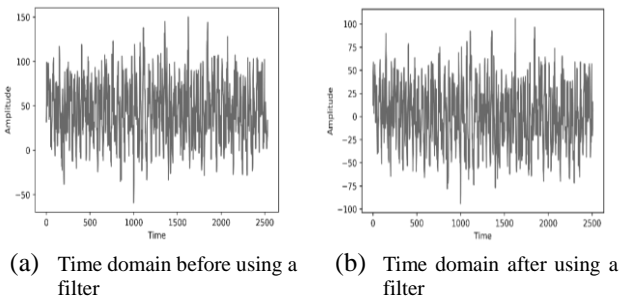 150
100
50
0
−50
Amplitude
0 500 1000 1500 2000 2500
Time
100
75
50
25
0
−25
−50
−75
−100
Amplitude
0 500 1000 1500 2000 2500
Time
(a) Time domain before using a
filter
(b) Time domain after using a
filter